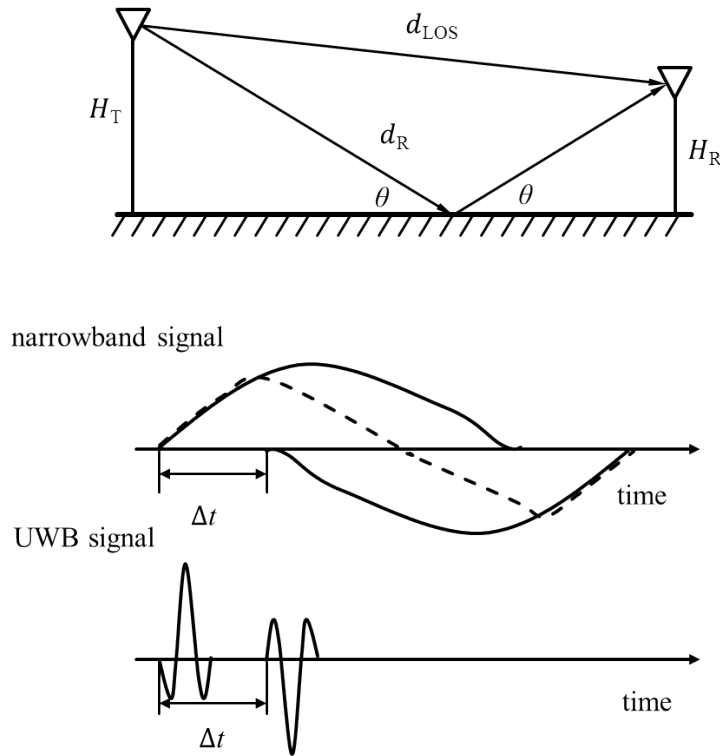 d_LOS
H_T
d_R
H_R
θ
θ
narrowband signal
time
Δt
UWB signal
time
Δt